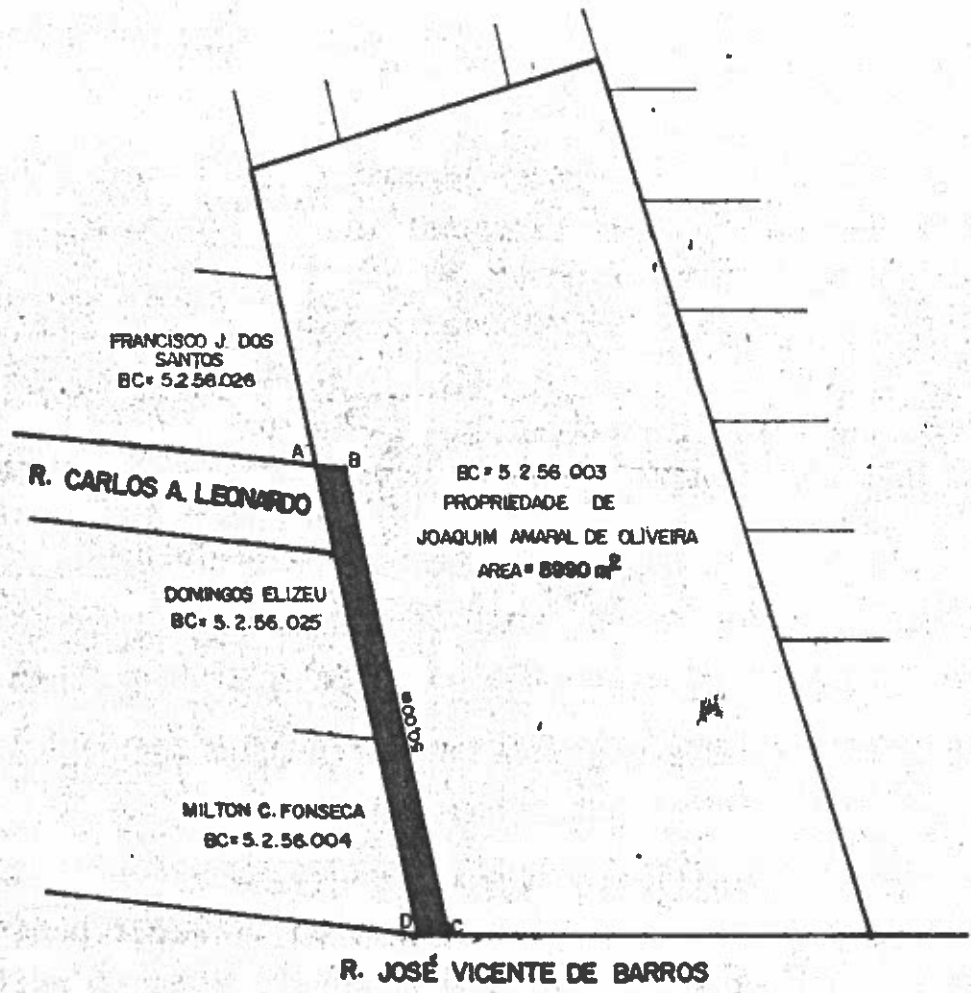 FRANCISCO J. DOS
SANTOS
BC= 5.2.56.026
A
B
R. CARLOS A. LEONARDO
BC= 5.2.56.003
PROPRIEDADE DE
JOAQUIM AMARAL DE OLIVEIRA
AREA= 8990 m²
DOMINGOS ELIZEU
BC= 5.2.56.025
MILTON C. FONSECA
BC= 5.2.56.004
D
C
R. JOSÉ VICENTE DE BARROS